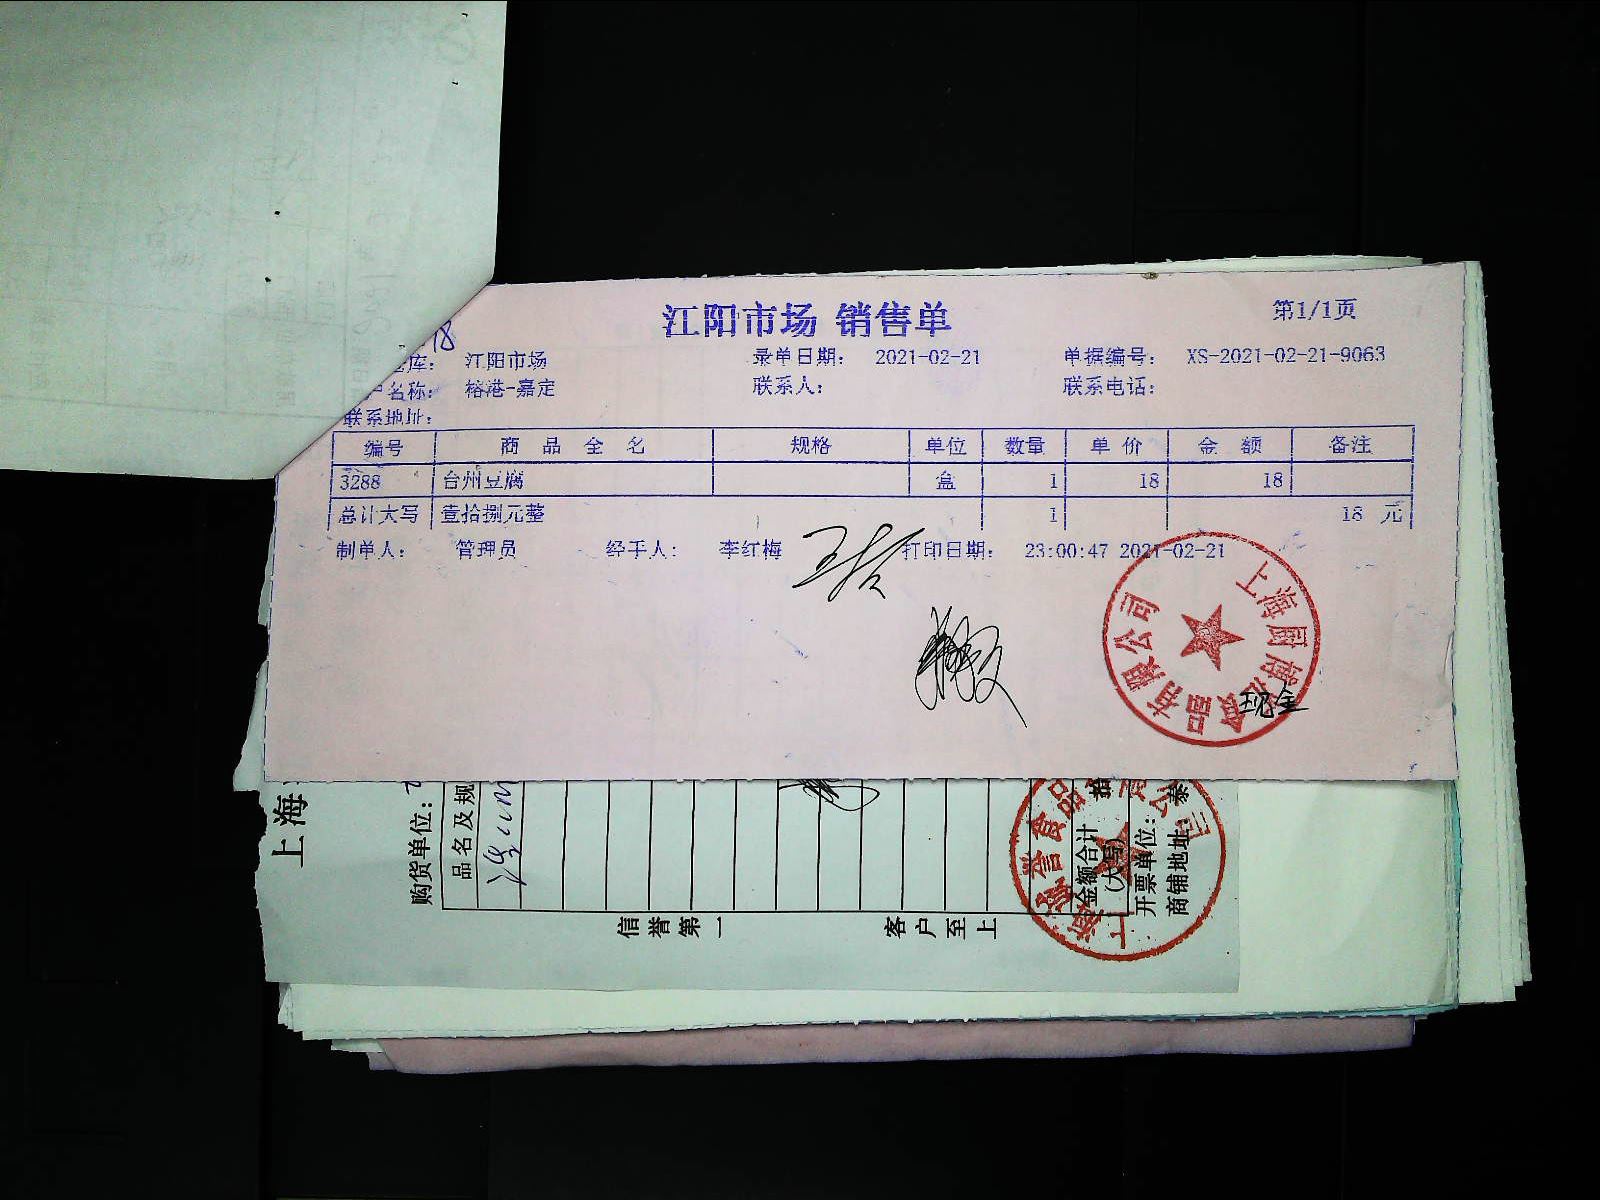 江阳市场 销售单
第1/1页
18
库: 江阳市场 录单日期: 2021-02-21 单据编号: XS-2021-02-21-9063
户名称: 榕港-嘉定 联系人: 联系电话:
联系地址:
编号 商品全名 规格 单位 数量 单价 金额 备注
3288 台州豆腐 盒 1 18 18
总计大写 壹拾捌元整 1 18 元
制单人: 管理员 经手人: 李红梅 打印日期: 23:00:47 2021-02-21
现金
上海
购货单位:
品名及规
信誉第一
客户至上
金额合计
(大写)
拾
开票单位:
商铺地址: 泰